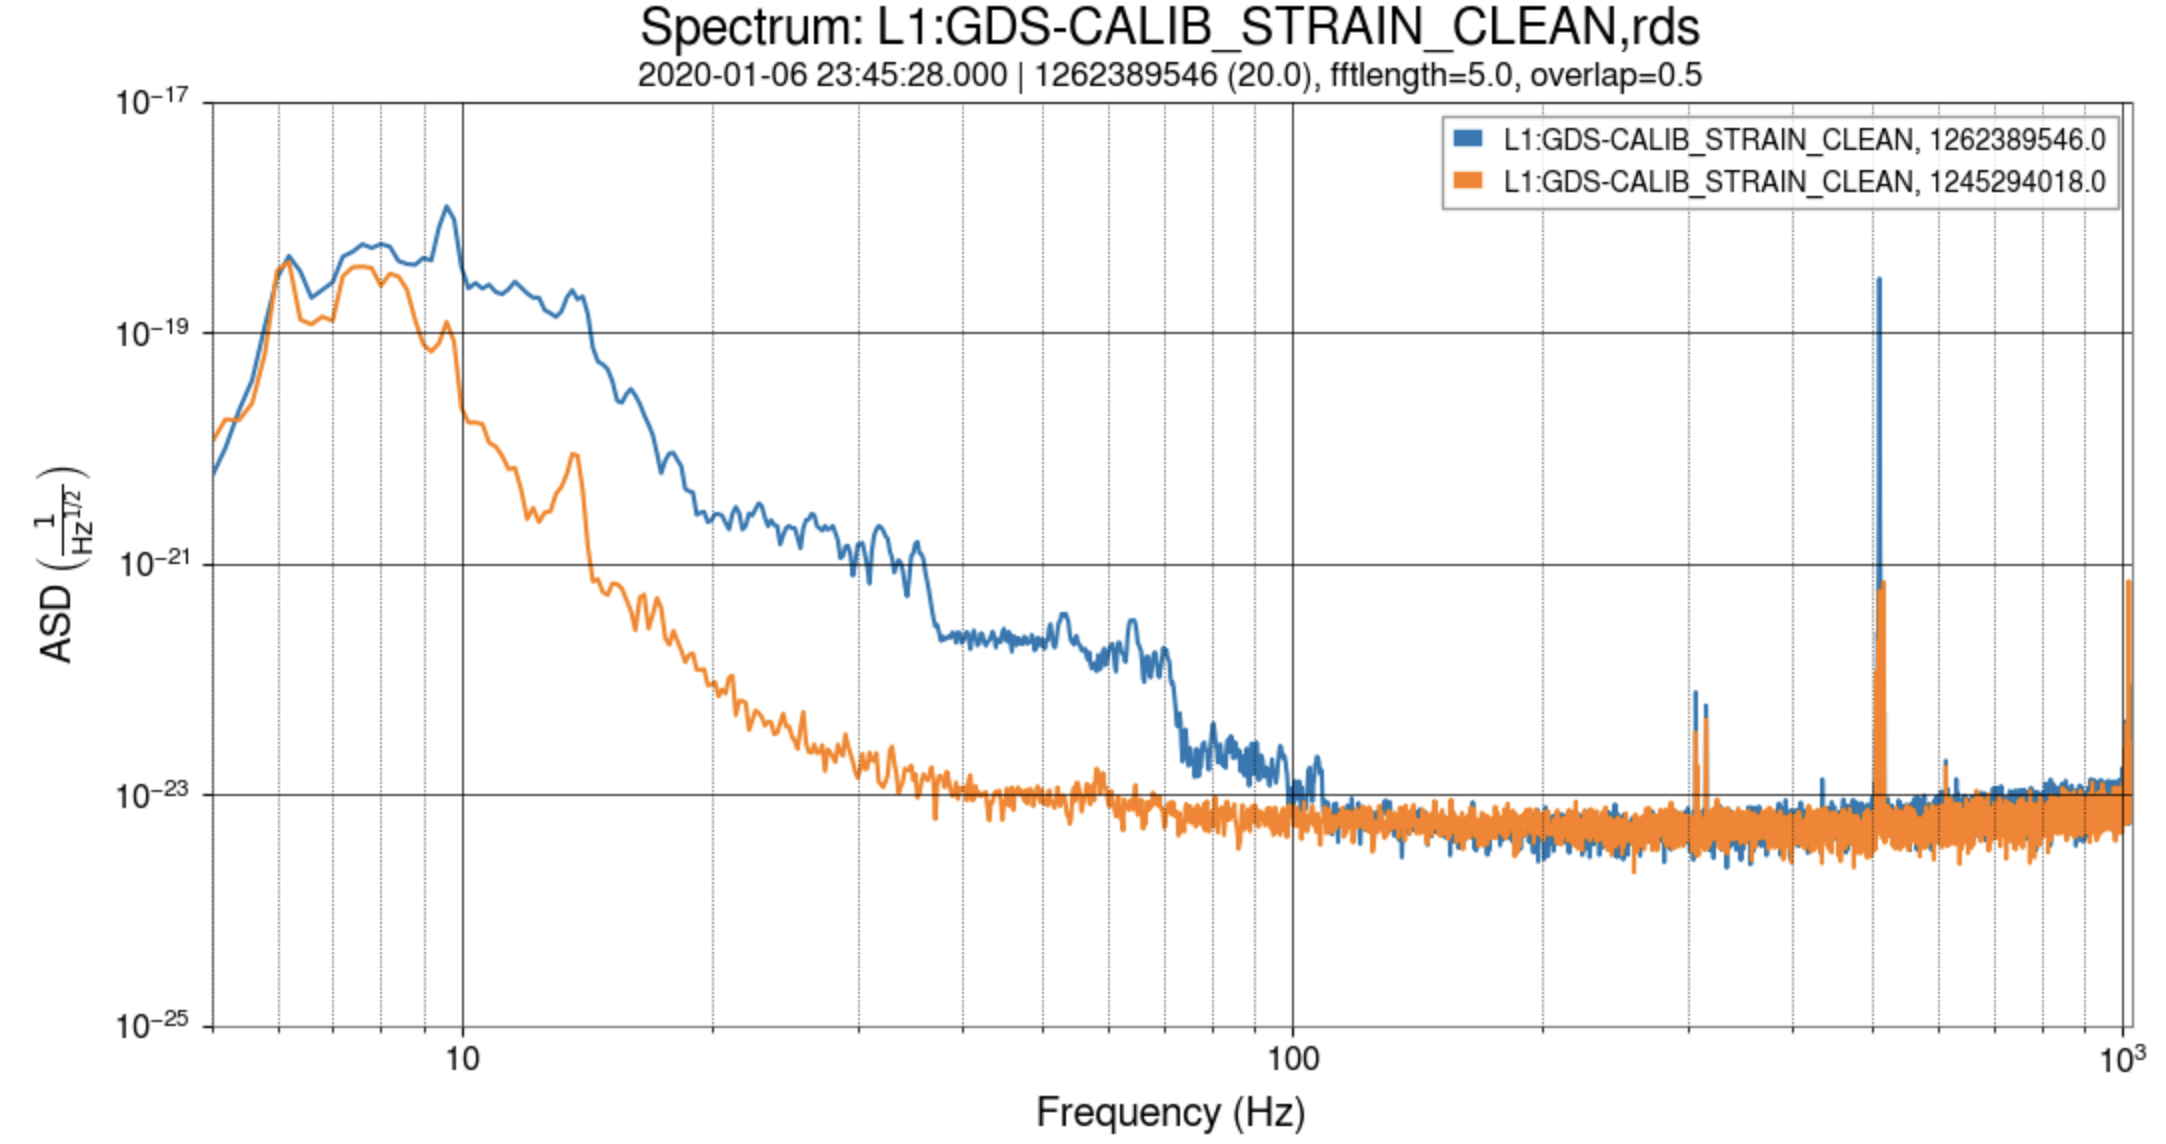 Spectrum: L1:GDS-CALIB_STRAIN_CLEAN,rds
2020-01-06 23:45:28.000 | 1262389546 (20.0), fftlength=5.0, overlap=0.5
L1:GDS-CALIB_STRAIN_CLEAN, 1262389546.0
L1:GDS-CALIB_STRAIN_CLEAN, 1245294018.0
10⁻¹⁷
10⁻¹⁹
10⁻²¹
10⁻²³
10⁻²⁵
ASD (1/Hz^1/2)
10 100 10³
Frequency (Hz)